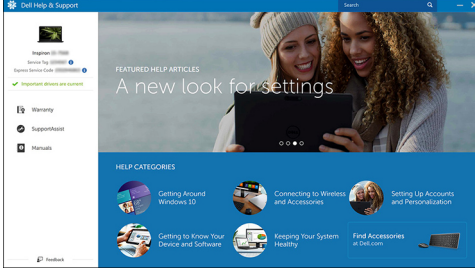 Dell Help & Support
Search
Inspiron
Service Tag
Express Service Code
Important drivers are current
Warranty
SupportAssist
Manuals
Feedback
FEATURED HELP ARTICLES
A new look for settings
HELP CATEGORIES
Getting Around
Windows 10
Connecting to Wireless
and Accessories
Setting Up Accounts
and Personalization
Getting to Know Your
Device and Software
Keeping Your System
Healthy
Find Accessories
at Dell.com